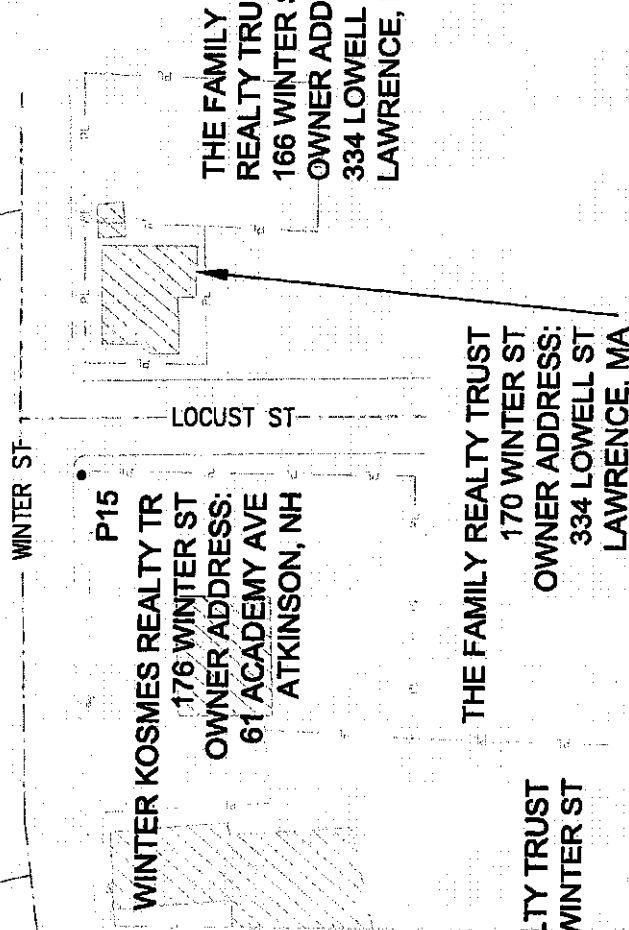 WINTER ST
LOCUST ST
P15
WINTER KOSMES REALTY TR
176 WINTER ST
OWNER ADDRESS:
61 ACADEMY AVE
ATKINSON, NH
THE FAMILY
REALTY TRU
166 WINTER S
OWNER ADD
334 LOWELL
LAWRENCE,
THE FAMILY REALTY TRUST
170 WINTER ST
OWNER ADDRESS:
334 LOWELL ST
LAWRENCE, MA
LTY TRUST
WINTER ST